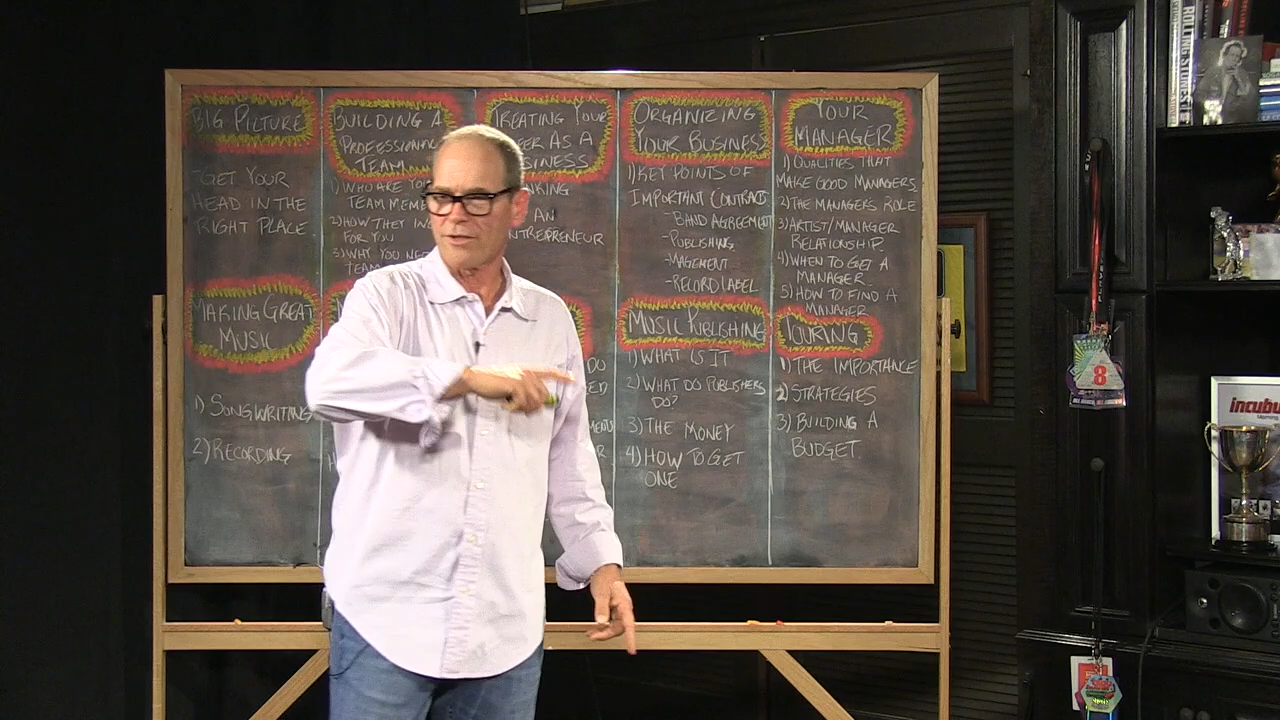 BIG PICTURE
-GET YOUR
HEAD IN THE
RIGHT PLACE
MAKING GREAT
MUSIC
1) SONGWRITING
2) RECORDING
BUILDING A
PROFESSIONAL
TEAM
1) WHO ARE YOU
TEAM MEM
2) HOW THEY
FOR YOU
3) WHY YOU NEE
TEAM
TREATING YOUR
AS A
AN
ORGANIZING
YOUR BUSINESS
1) KEY POINTS OF
IMPORTANT CONTRACTS
-BAND AGREEMENT
-PUBLISHING
-MAGEMENT
-RECORD LABEL
MUSIC PUBLISHING
1) WHAT IS IT
2) WHAT DO PUBLISHERS
DO?
3) THE MONEY
4) HOW TO GET
ONE
YOUR
MANAGER
1) QUALITIES THAT
MAKE GOOD MANAGERS
2) THE MANAGERS ROLE
3) ARTIST/MANAGER
RELATIONSHIP
4) WHEN TO GET A
MANAGER
5) HOW TO FIND A
MANAGER
TOURING
1) THE IMPORTANCE
2) STRATEGIES
3) BUILDING A
BUDGET
ROLLING STONES
8
incubu